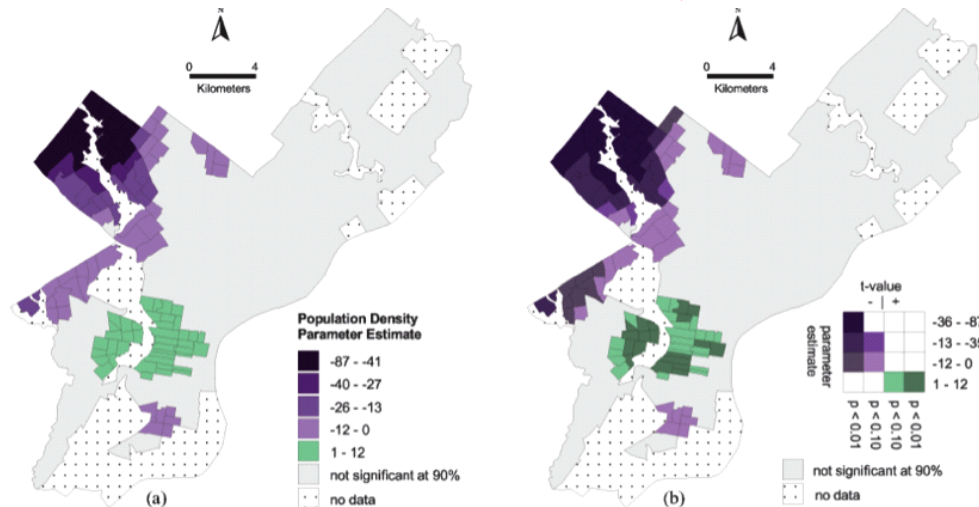 N
0 4
Kilometers
Population Density
Parameter Estimate
-87 - -41
-40 - -27
-26 - -13
-12 - 0
1 - 12
not significant at 90%
no data
(a)
N
0 4
Kilometers
t-value
- | +
parameter
estimate
-36 - -87
-13 - -35
-12 - 0
1 - 12
p < 0.01
p < 0.10
p < 0.10
p < 0.01
not significant at 90%
no data
(b)